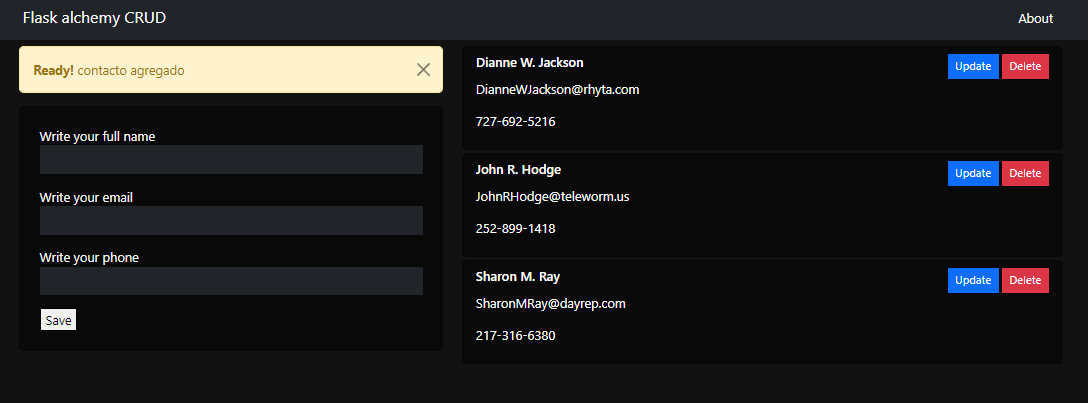 Flask alchemy CRUD
About
Ready! contacto agregado
Write your full name
Write your email
Write your phone
Save
Dianne W. Jackson
Update Delete
DianneWJackson@rhyta.com
727-692-5216
John R. Hodge
Update Delete
JohnRHodge@teleworm.us
252-899-1418
Sharon M. Ray
Update Delete
SharonMRay@dayrep.com
217-316-6380